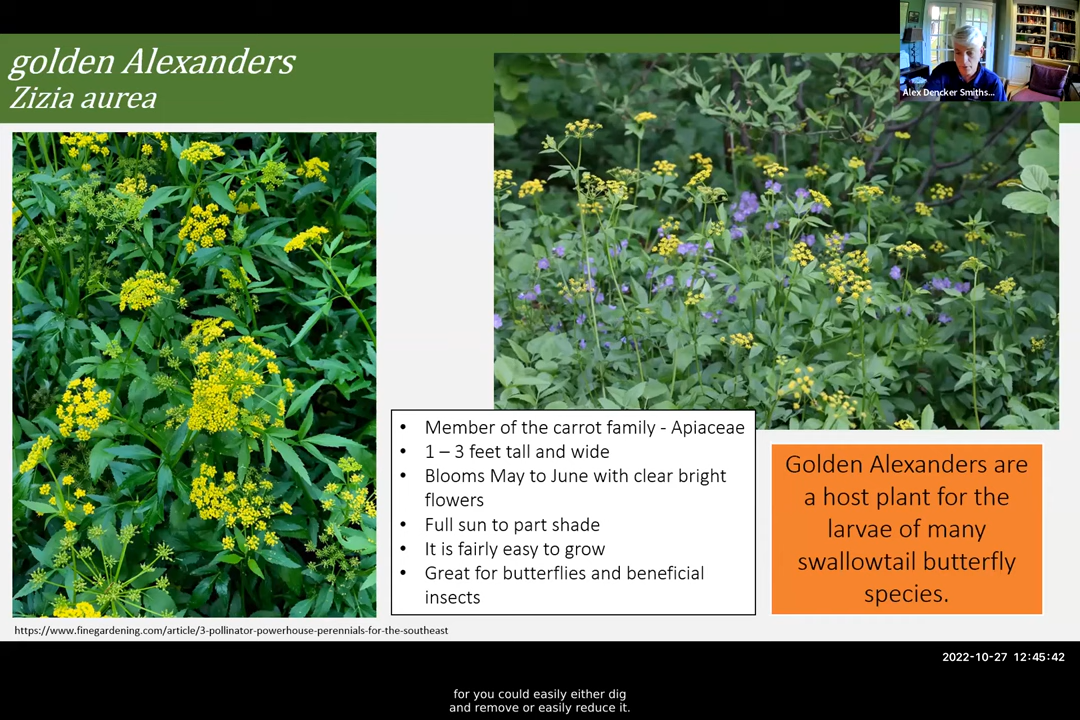 golden Alexanders
Zizia aurea
Alex Dencker Smiths...
• Member of the carrot family - Apiaceae
• 1 – 3 feet tall and wide
• Blooms May to June with clear bright
flowers
• Full sun to part shade
• It is fairly easy to grow
• Great for butterflies and beneficial
insects
Golden Alexanders are
a host plant for the
larvae of many
swallowtail butterfly
species.
https://www.finegardening.com/article/3-pollinator-powerhouse-perennials-for-the-southeast
2022-10-27 12:45:42
for you could easily either dig
and remove or easily reduce it.